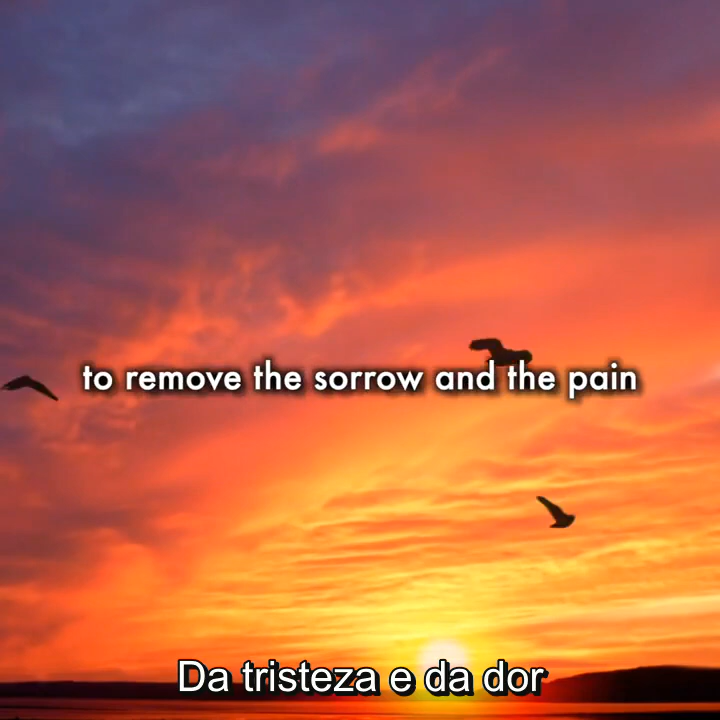 to remove the sorrow and the pain
Da tristeza e da dor